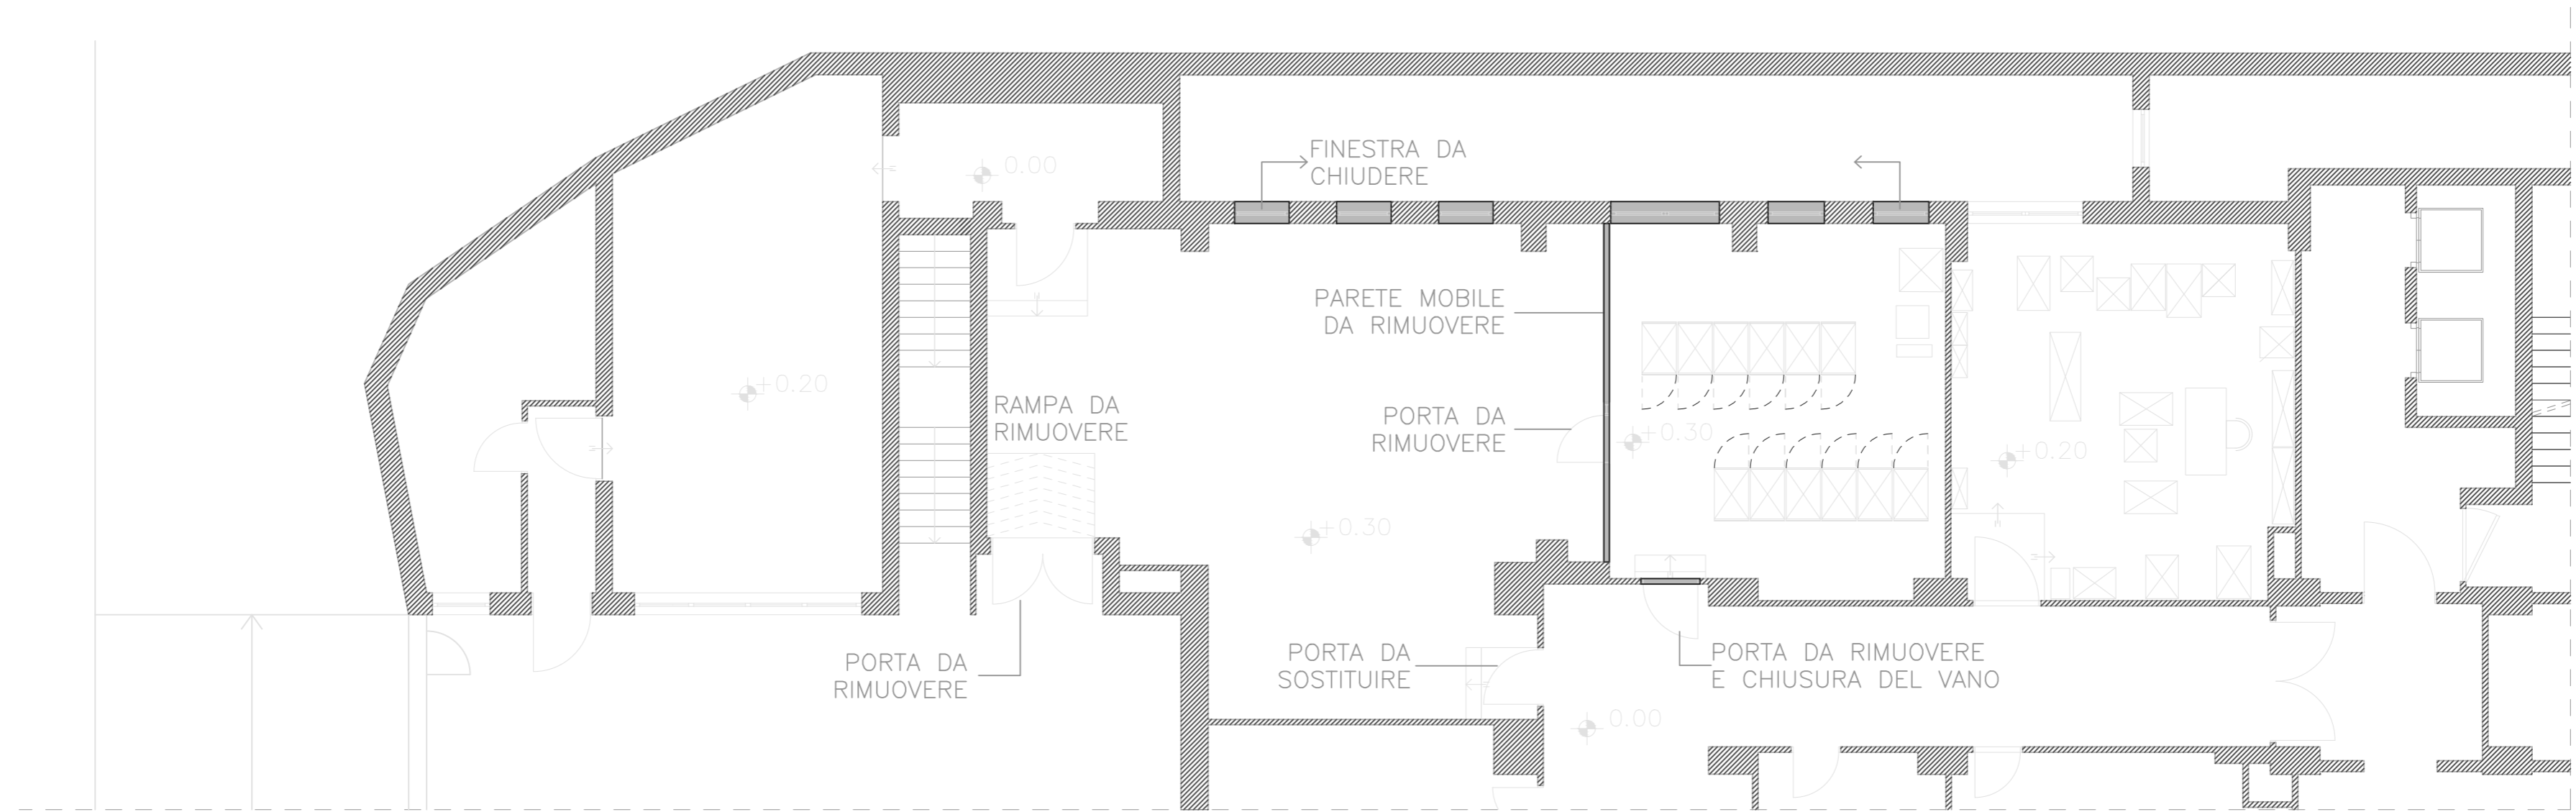 FINESTRA DA
CHIUDERE
0.00
PARETE MOBILE
DA RIMUOVERE
+0.20
RAMPA DA
RIMUOVERE
PORTA DA
RIMUOVERE
+0.30
+0.20
+0.30
PORTA DA
RIMUOVERE
PORTA DA
SOSTITUIRE
PORTA DA RIMUOVERE
E CHIUSURA DEL VANO
0.00